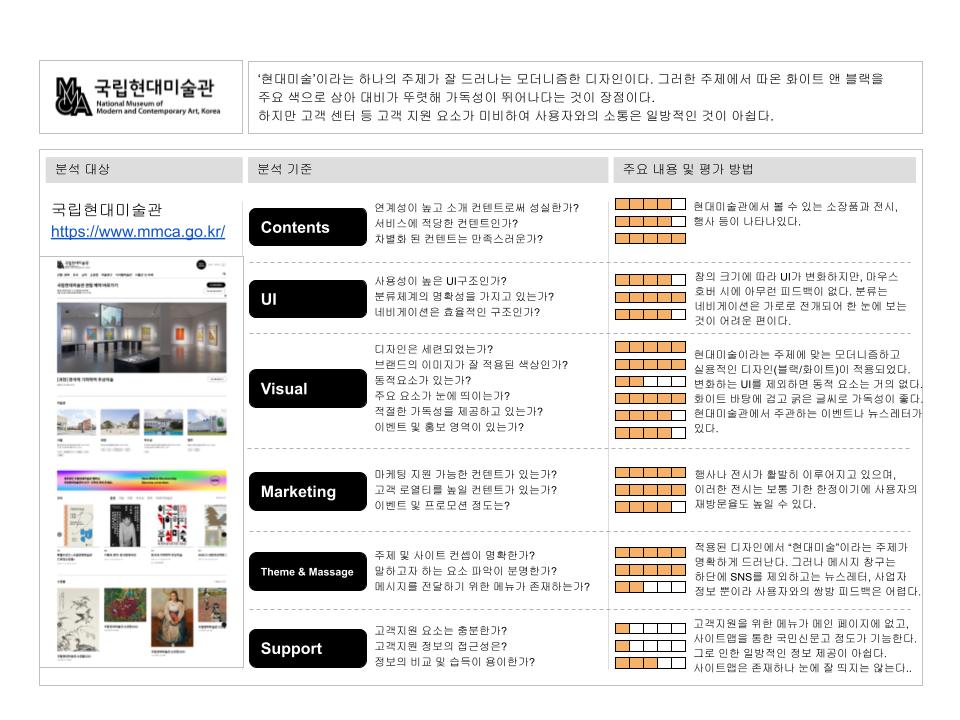 국립현대미술관
National Museum of
Modern and Contemporary Art, Korea
‘현대미술’이라는 하나의 주제가 잘 드러나는 모더니즘한 디자인이다. 그러한 주제에서 따온 화이트 앤 블랙을
주요 색으로 삼아 대비가 뚜렷해 가독성이 뛰어나다는 것이 장점이다.
하지만 고객 센터 등 고객 지원 요소가 미비하여 사용자와의 소통은 일방적인 것이 아쉽다.
분석 대상
분석 기준
주요 내용 및 평가 방법
국립현대미술관
https://www.mmca.go.kr/
Contents
연계성이 높고 소개 컨텐트로써 성실한가?
서비스에 적당한 컨텐트인가?
차별화 된 컨텐트는 만족스러운가?
현대미술관에서 볼 수 있는 소장품과 전시,
행사 등이 나타나있다.
UI
사용성이 높은 UI구조인가?
분류체계의 명확성을 가지고 있는가?
네비게이션은 효율적인 구조인가?
창의 크기에 따라 UI가 변화하지만, 마우스
호버 시에 아무런 피드백이 없다. 분류는
네비게이션은 가로로 전개되어 한 눈에 보는
것이 어려운 편이다.
Visual
디자인은 세련되었는가?
브랜드의 이미지가 잘 적용된 색상인가?
동적요소가 있는가?
주요 요소가 눈에 띄이는가?
적절한 가독성을 제공하고 있는가?
이벤트 및 홍보 영역이 있는가?
현대미술이라는 주제에 맞는 모더니즘하고
실용적인 디자인(블랙/화이트)이 적용되었다.
변화하는 UI를 제외하면 동적 요소는 거의 없다.
화이트 바탕에 검고 굵은 글씨로 가독성이 좋다.
현대미술관에서 주관하는 이벤트나 뉴스레터가
있다.
Marketing
마케팅 지원 가능한 컨텐트가 있는가?
고객 로열티를 높일 컨텐트가 있는가?
이벤트 및 프로모션 정도는?
행사나 전시가 활발히 이루어지고 있으며,
이러한 전시는 보통 기한 한정이기에 사용자의
재방문율도 높일 수 있다.
Theme & Massage
주제 및 사이트 컨셉이 명확한가?
말하고자 하는 요소 파악이 분명한가?
메시지를 전달하기 위한 메뉴가 존재하는가?
적용된 디자인에서 “현대미술”이라는 주제가
명확하게 드러난다. 그러나 메시지 창구는
하단에 SNS를 제외하고는 뉴스레터, 사업자
정보 뿐이라 사용자와의 쌍방 피드백은 어렵다.
Support
고객지원 요소는 충분한가?
고객지원 정보의 접근성은?
정보의 비교 및 습득이 용이한가?
고객지원을 위한 메뉴가 메인 페이지에 없고,
사이트맵을 통한 국민신문고 정도가 기능한다.
그로 인한 일방적인 정보 제공이 아쉽다.
사이트맵은 존재하나 눈에 잘 띄지는 않는다..